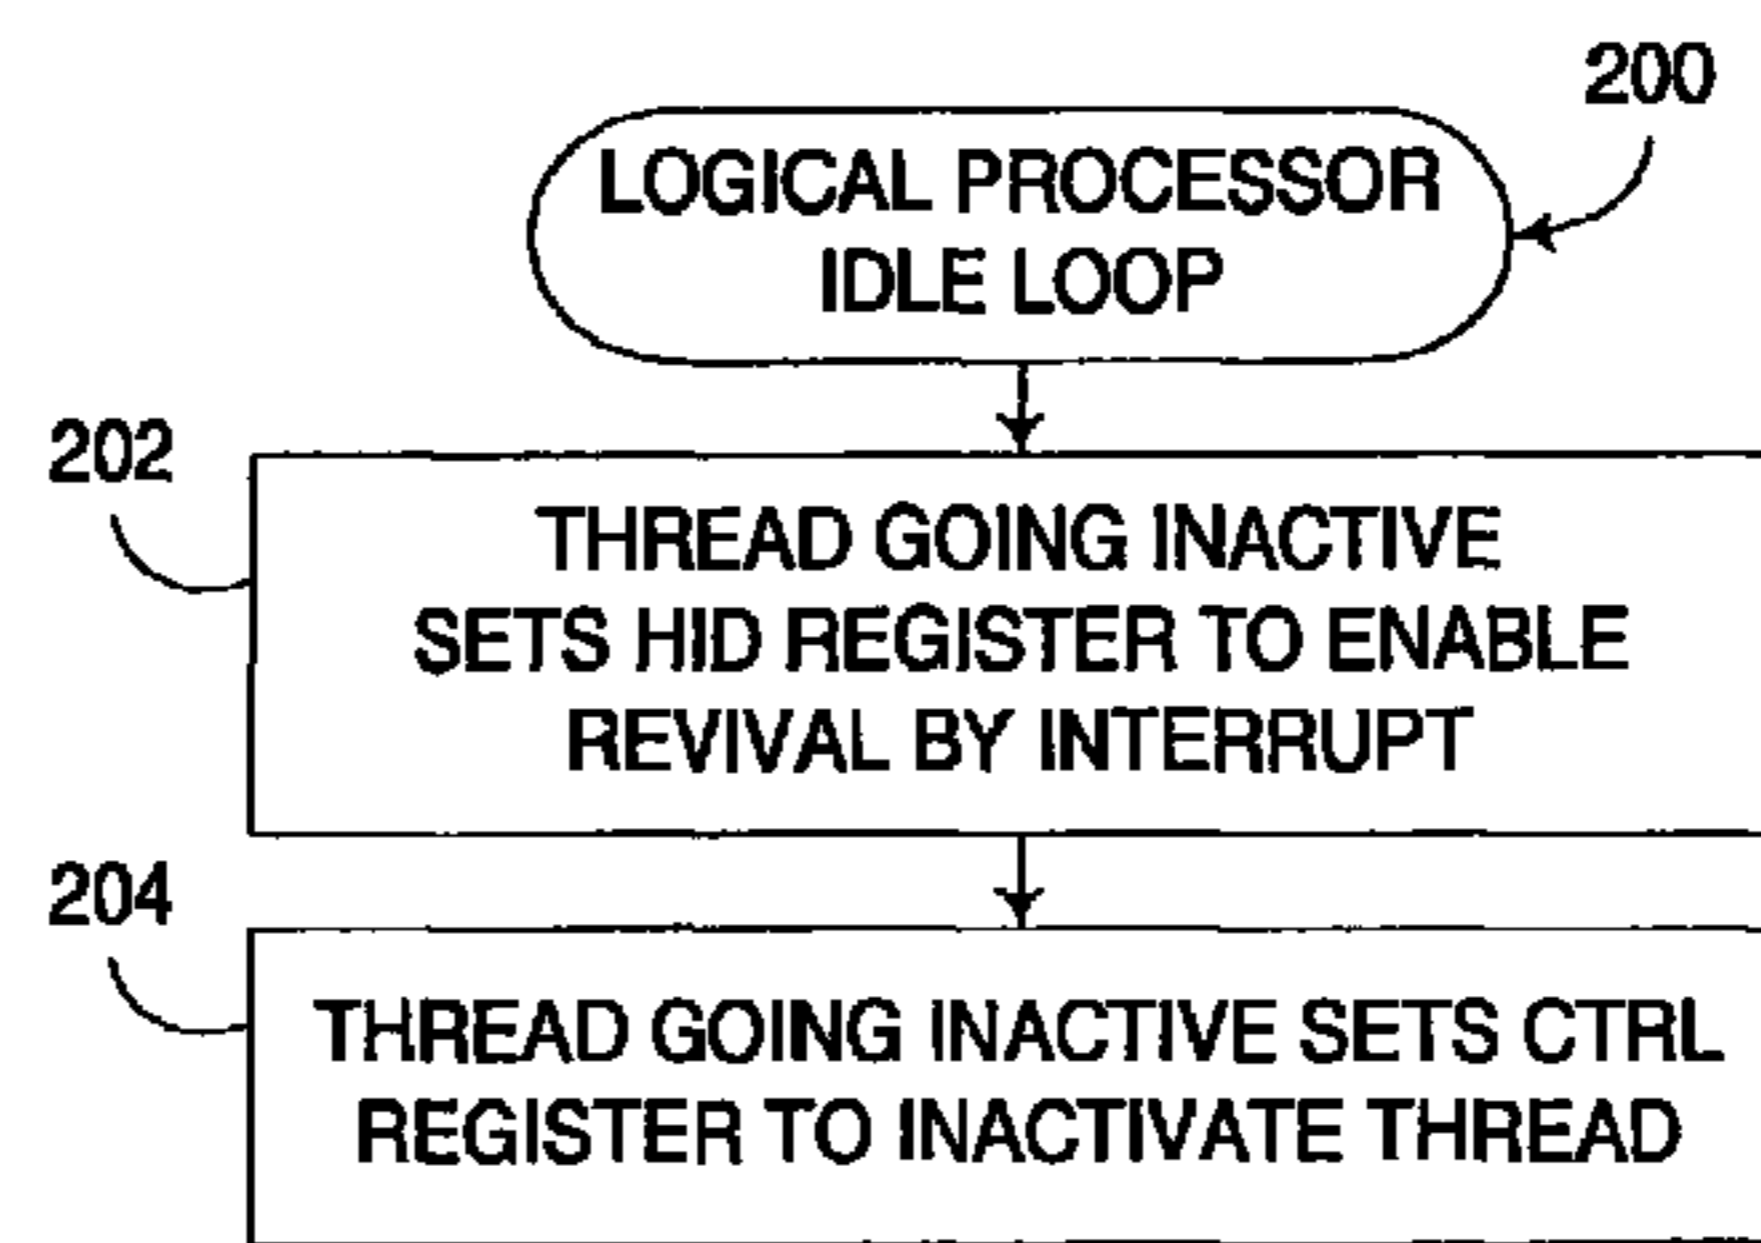 200
LOGICAL PROCESSOR
IDLE LOOP
202
THREAD GOING INACTIVE
SETS HID REGISTER TO ENABLE
REVIVAL BY INTERRUPT
204
THREAD GOING INACTIVE SETS CTRL
REGISTER TO INACTIVATE THREAD